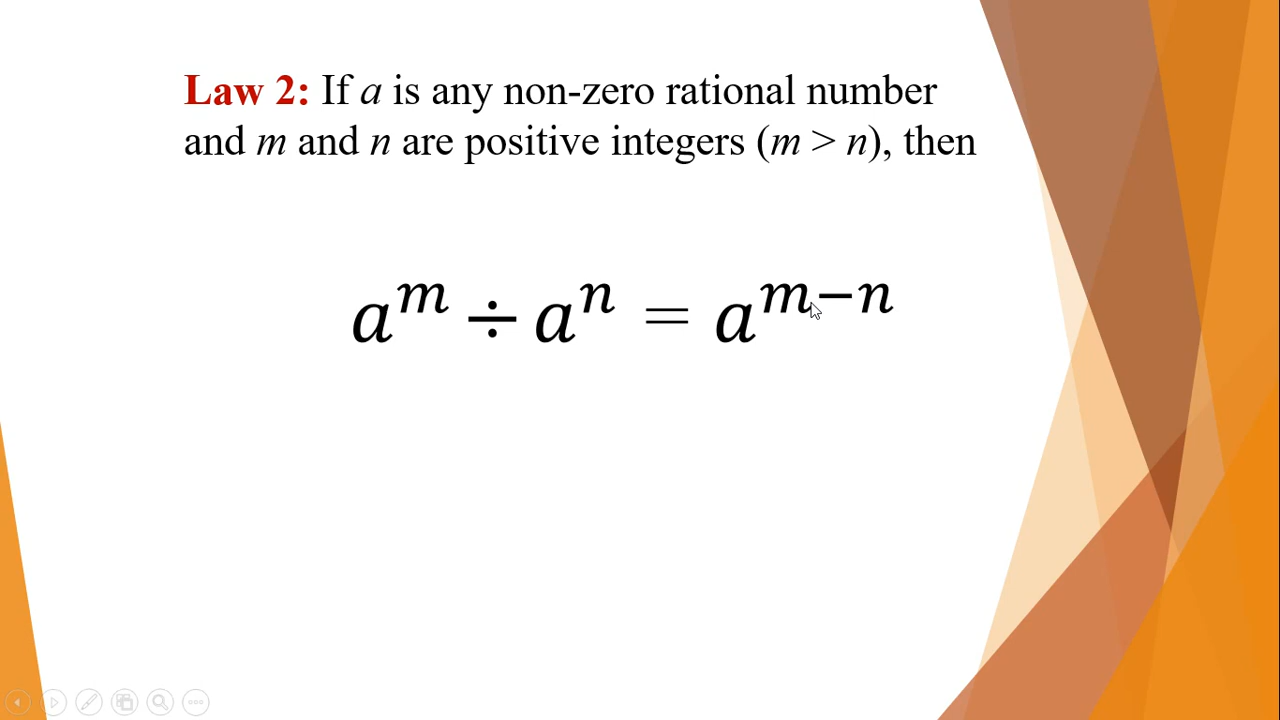 Law 2: If a is any non-zero rational number
and m and n are positive integers (m > n), then
a^m ÷ a^n = a^{m−n}